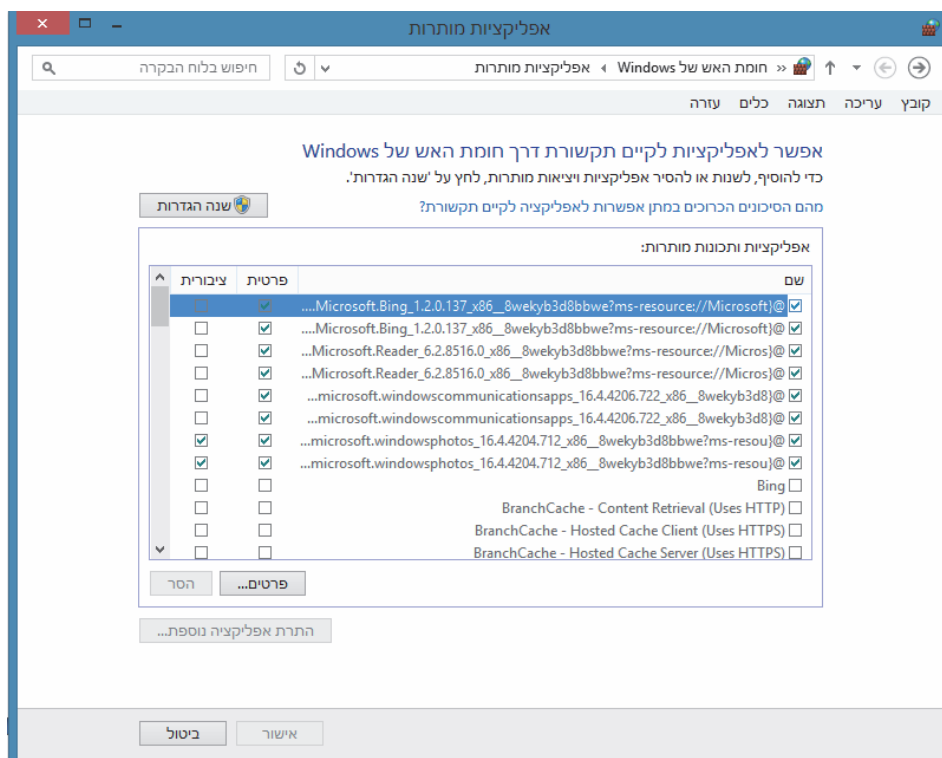 אפליקציות מותרות
חומת האש של Windows אפליקציות מותרות
חיפוש בלוח הבקרה
קובץ עריכה תצוגה כלים עזרה
אפשר לאפליקציות לקיים תקשורת דרך חומת האש של Windows
כדי להוסיף, לשנות או להסיר אפליקציות ויציאות מותרות, לחץ על 'שנה הגדרות'.
מהם הסיכונים הכרוכים במתן אפשרות לאפליקציה לקיים תקשורת?
שנה הגדרות
אפליקציות ותכונות מותרות:
שם פרטית ציבורית
@{Microsoft.Bing_1.2.0.137_x86__8wekyb3d8bbwe?ms-resource://Microsoft....
@{Microsoft.Bing_1.2.0.137_x86__8wekyb3d8bbwe?ms-resource://Microsoft....
@{Microsoft.Reader_6.2.8516.0_x86__8wekyb3d8bbwe?ms-resource://Micros...
@{Microsoft.Reader_6.2.8516.0_x86__8wekyb3d8bbwe?ms-resource://Micros...
@{microsoft.windowscommunicationsapps_16.4.4206.722_x86__8wekyb3d8...
@{microsoft.windowscommunicationsapps_16.4.4206.722_x86__8wekyb3d8...
@{microsoft.windowsphotos_16.4.4204.712_x86__8wekyb3d8bbwe?ms-resou...
@{microsoft.windowsphotos_16.4.4204.712_x86__8wekyb3d8bbwe?ms-resou...
Bing
BranchCache - Content Retrieval (Uses HTTP)
BranchCache - Hosted Cache Client (Uses HTTPS)
BranchCache - Hosted Cache Server (Uses HTTPS)
פרטים... הסר
התרת אפליקציה נוספת...
אישור ביטול